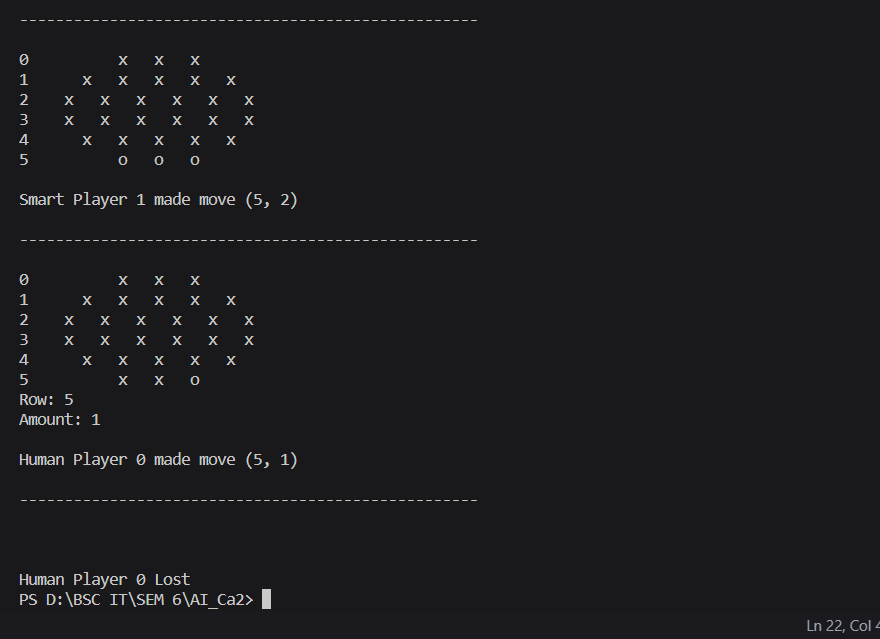 ---------------------------------------------------
0          x   x   x
1      x   x   x   x   x
2    x   x   x   x   x   x
3    x   x   x   x   x   x
4      x   x   x   x   x
5          o   o   o
Smart Player 1 made move (5, 2)
---------------------------------------------------
0          x   x   x
1      x   x   x   x   x
2    x   x   x   x   x   x
3    x   x   x   x   x   x
4      x   x   x   x   x
5          x   x   o
Row: 5
Amount: 1
Human Player 0 made move (5, 1)
---------------------------------------------------
Human Player 0 Lost
PS D:\BSC IT\SEM 6\AI_Ca2>
Ln 22, Col